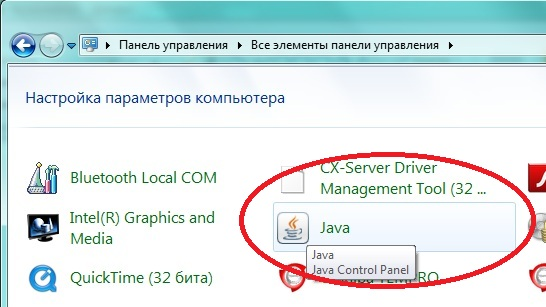 Панель управления ▸ Все элементы панели управления ▸
Настройка параметров компьютера
Bluetooth Local COM
CX-Server Driver
Management Tool (32 ...
Intel(R) Graphics and
Media
Java
Java
Java Control Panel
QuickTime (32 бита)
TEMPRO